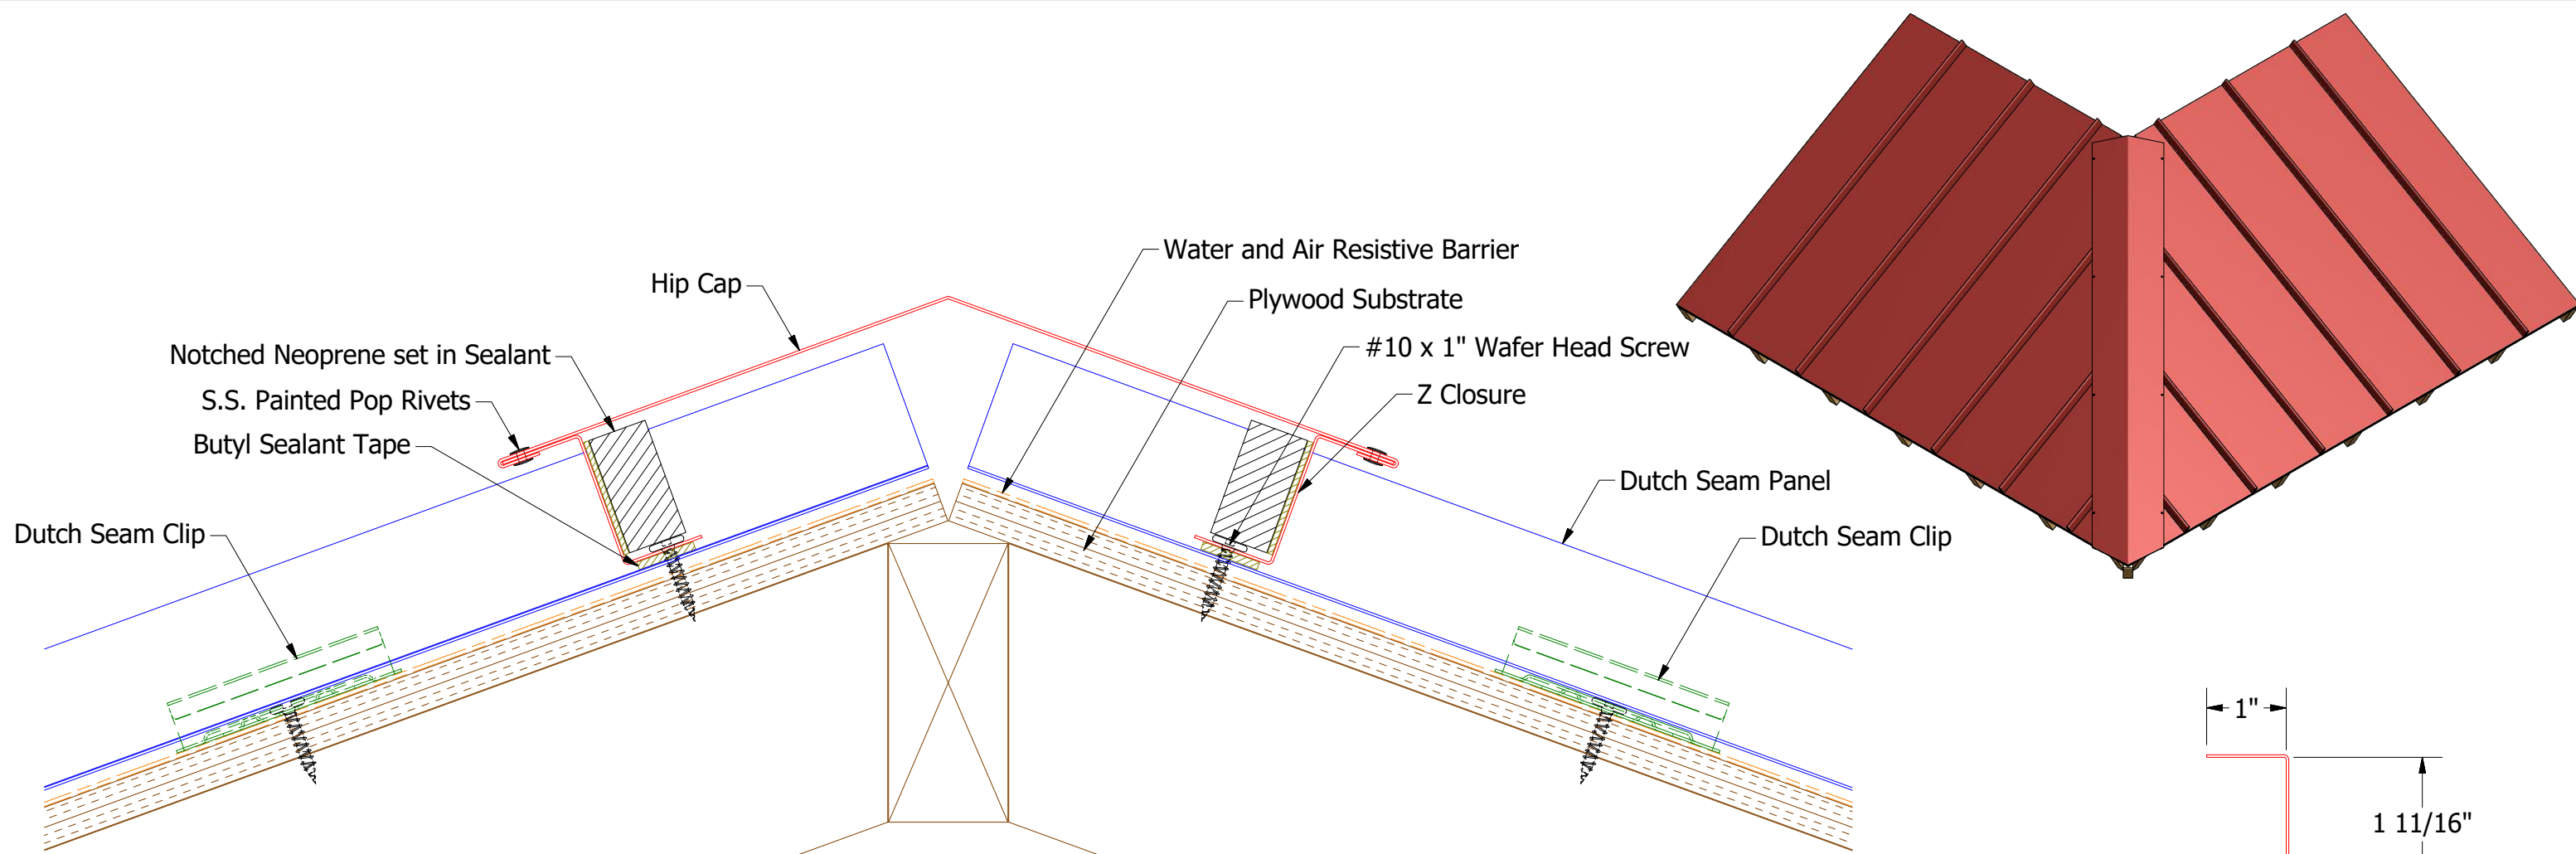 Water and Air Resistive Barrier
Hip Cap
Plywood Substrate
Notched Neoprene set in Sealant
#10 x 1" Wafer Head Screw
S.S. Painted Pop Rivets
Z Closure
Butyl Sealant Tape
Dutch Seam Panel
Dutch Seam Clip
Dutch Seam Clip
1"
1 11/16"